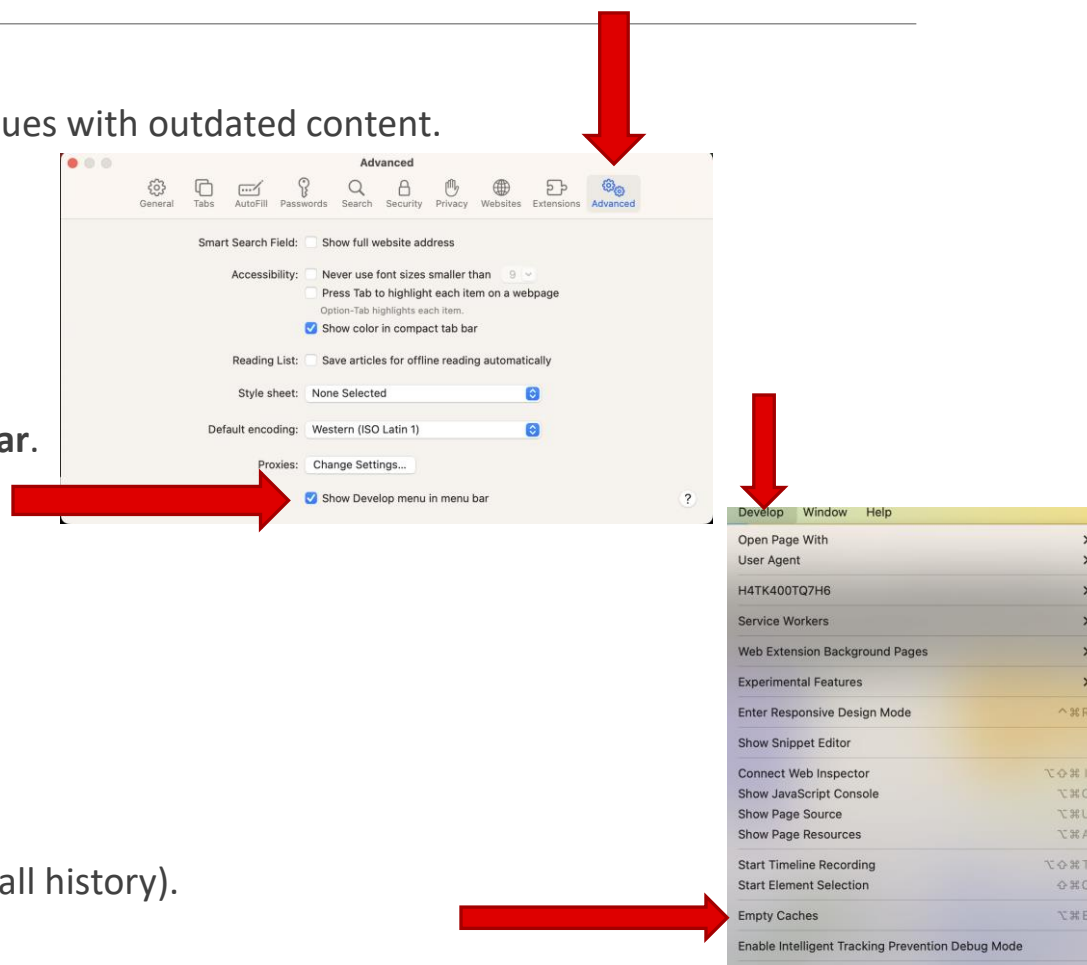 ues with outdated content.
Advanced
General Tabs AutoFill Passwords Search Security Privacy Websites Extensions Advanced
Smart Search Field: Show full website address
Accessibility: Never use font sizes smaller than 9
Press Tab to highlight each item on a webpage
Option-Tab highlights each item.
Show color in compact tab bar
Reading List: Save articles for offline reading automatically
Style sheet: None Selected
Default encoding: Western (ISO Latin 1)
ar.
Proxies: Change Settings...
Show Develop menu in menu bar ?
Develop Window Help
Open Page With
User Agent
H4TK400TQ7H6
Service Workers
Web Extension Background Pages
Experimental Features
Enter Responsive Design Mode ^⌘R
Show Snippet Editor
Connect Web Inspector ⌥⇧⌘I
Show JavaScript Console ⌥⌘C
Show Page Source ⌥⌘U
Show Page Resources ⌥⌘A
Start Timeline Recording ⌥⇧⌘T
Start Element Selection ⇧⌘C
all history).
Empty Caches ⌥⌘E
Enable Intelligent Tracking Prevention Debug Mode